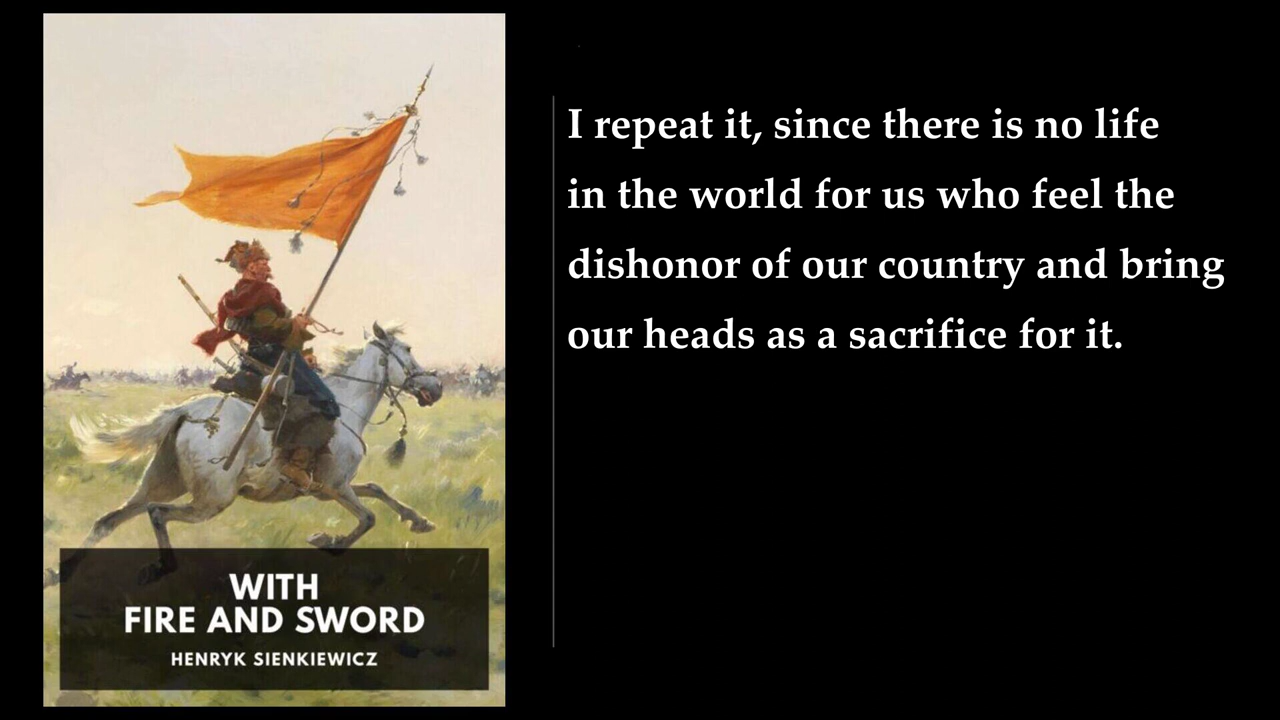 WITH
FIRE AND SWORD
HENRYK SIENKIEWICZ
I repeat it, since there is no life
in the world for us who feel the
dishonor of our country and bring
our heads as a sacrifice for it.